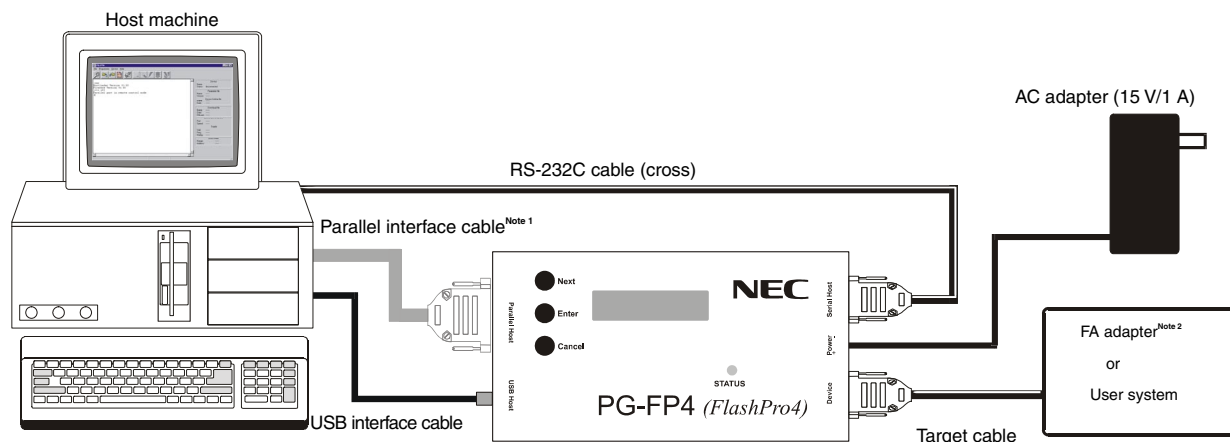 Host machine
AC adapter (15 V/1 A)
RS-232C cable (cross)
Parallel interface cable Note 1
Next
Enter
Cancel
NEC
STATUS
PG-FP4 (FlashPro4)
Parallel Host
USB Host
Serial Host
Power
+ -
Device
FA adapter Note 2
or
User system
USB interface cable
Target cable